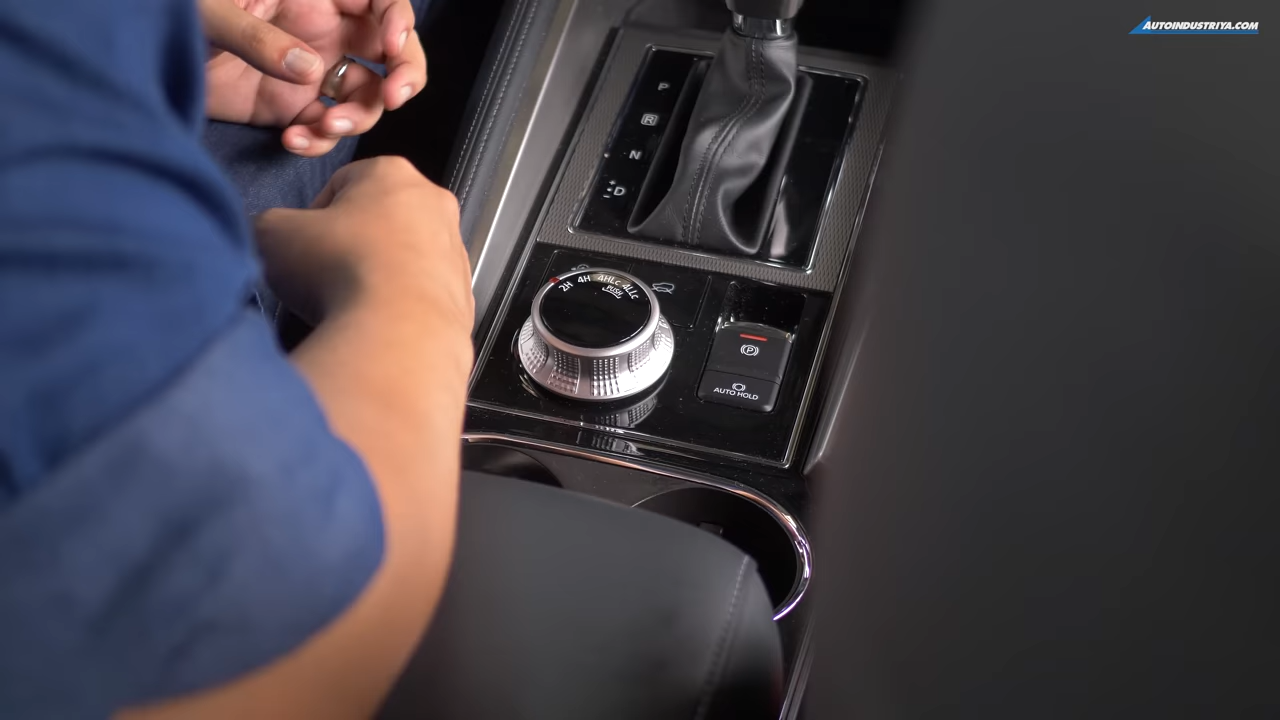 AUTOINDUSTRIYA.COM
P
R
N
+
-
D
2H 4H 4HLc 4LLc
PUSH
P
AUTO HOLD